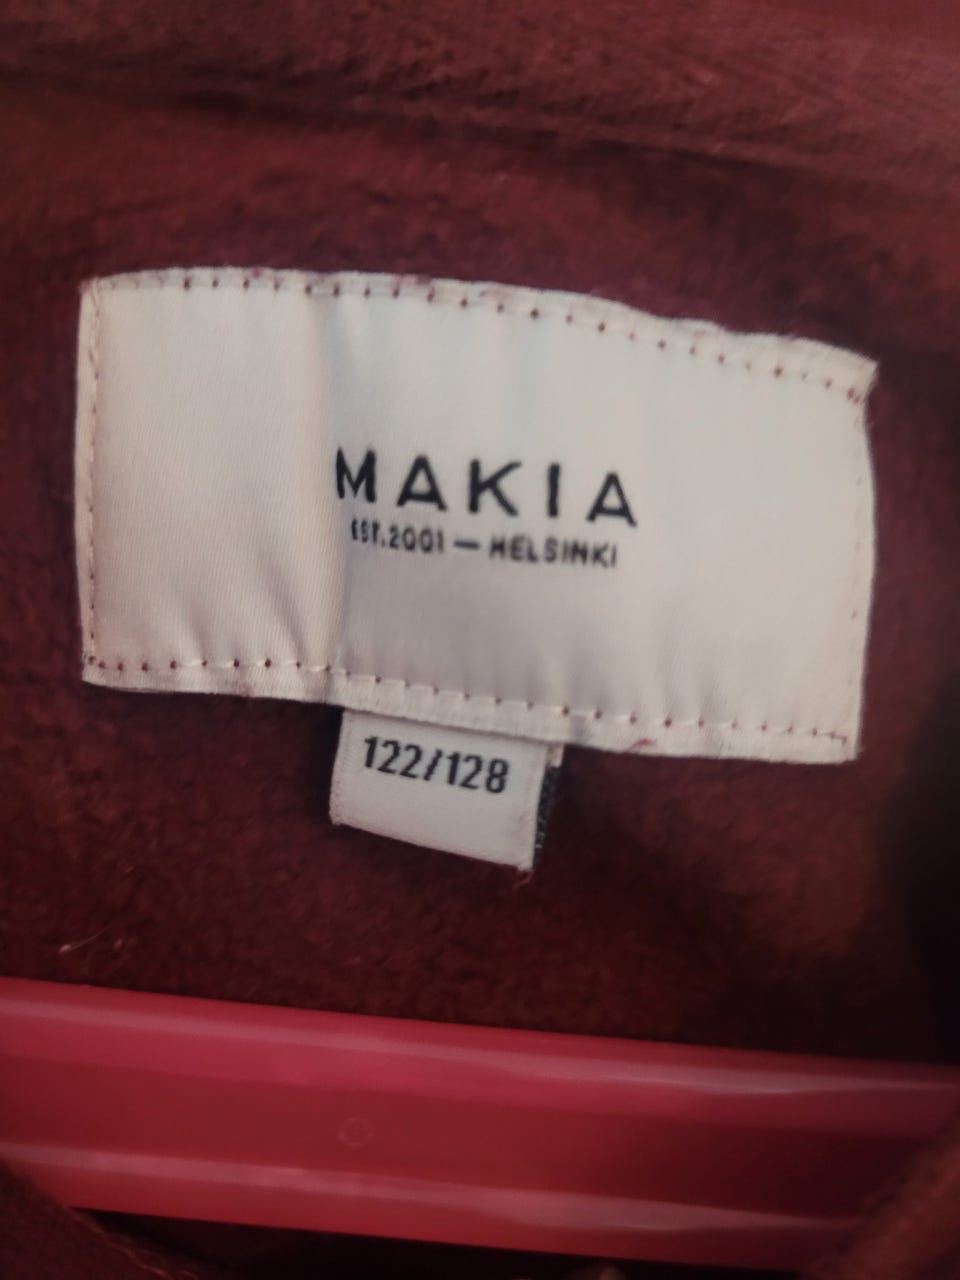 MAKIA
EST.2001 — HELSINKI
122/128